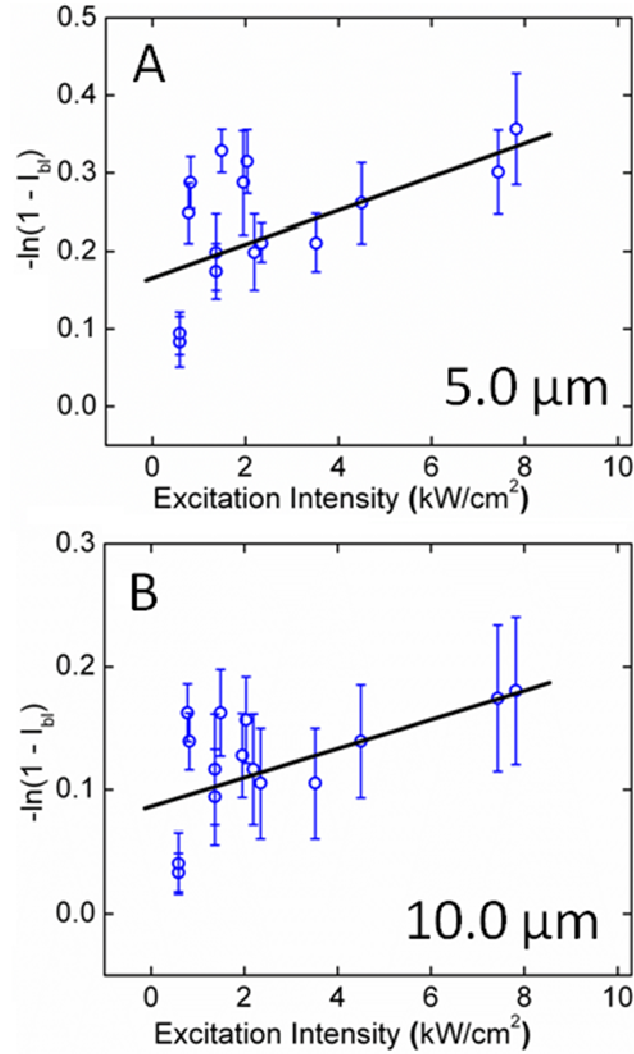 A
0.5
0.4
0.3
0.2
0.1
0.0
-ln(1 - I_bl)
5.0 μm
0 2 4 6 8 10
Excitation Intensity (kW/cm²)
B
0.3
0.2
0.1
0.0
-ln(1 - I_bl)
10.0 μm
0 2 4 6 8 10
Excitation Intensity (kW/cm²)